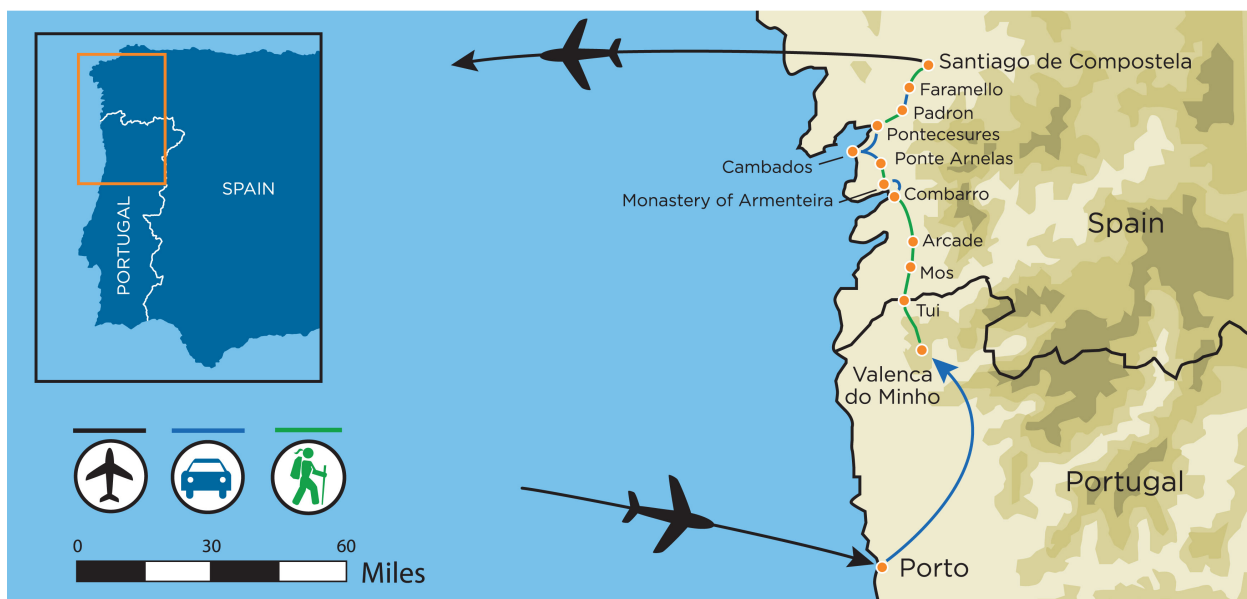 SPAIN
PORTUGAL
0 30 60
Miles
Santiago de Compostela
Faramello
Padron
Pontecesures
Cambados
Ponte Arnelas
Monastery of Armenteira
Combarro
Arcade
Mos
Tui
Valenca
do Minho
Spain
Portugal
Porto